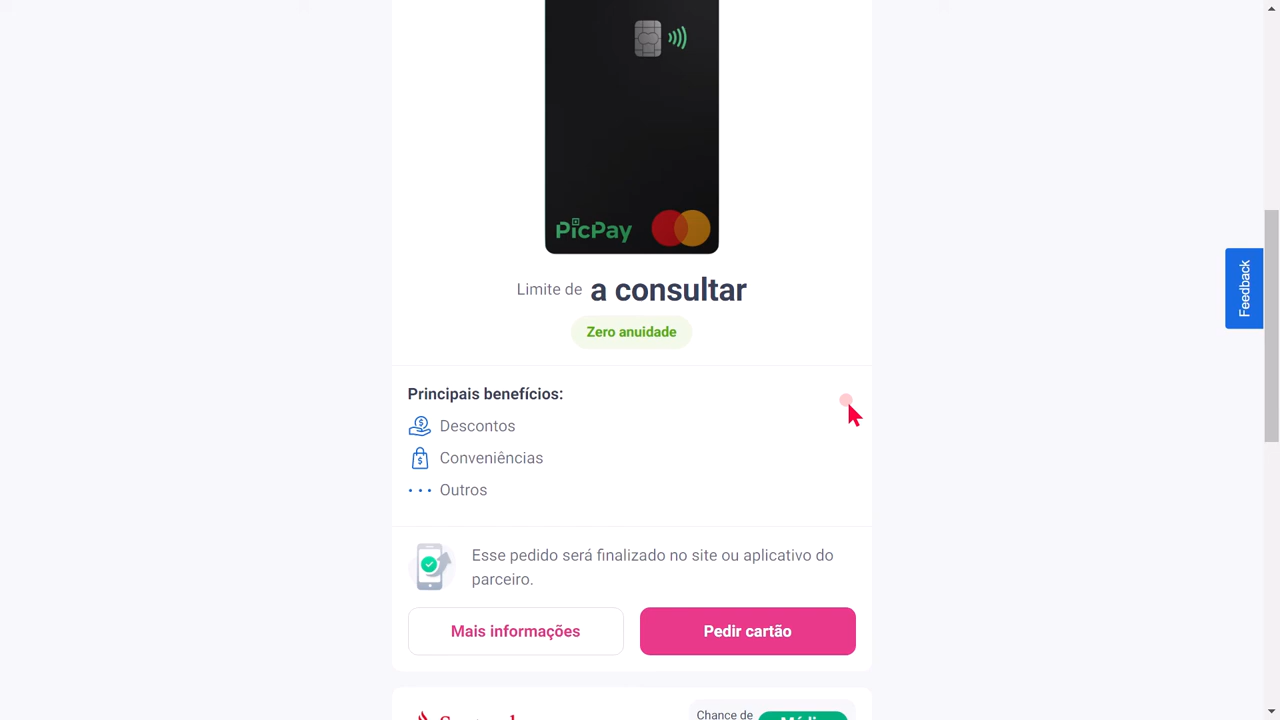 PicPay
Limite de a consultar
Zero anuidade
Principais benefícios:
Descontos
Conveniências
Outros
Esse pedido será finalizado no site ou aplicativo do
parceiro.
Mais informações
Pedir cartão
Chance de
Feedback